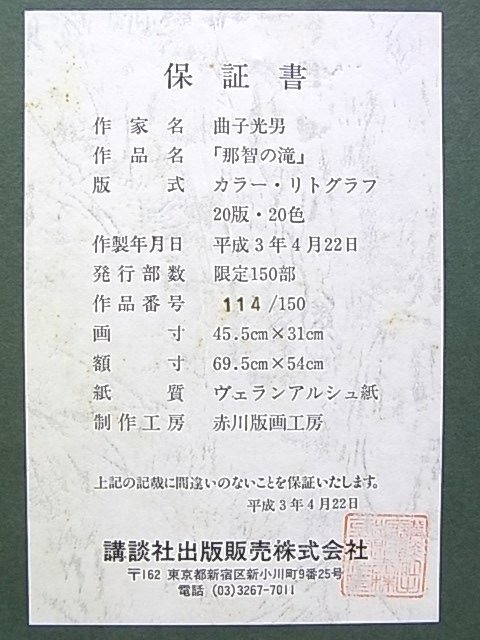 保証書
作家名 曲子光男
作品名 「那智の滝」
版式 カラー・リトグラフ
20版・20色
作製年月日 平成3年4月22日
発行部数 限定150部
作品番号 114/150
画寸 45.5cm×31cm
額寸 69.5cm×54cm
紙質 ヴェランアルシュ紙
制作工房 赤川版画工房
上記の記載に間違いのないことを保証いたします。
平成3年4月22日
講談社出版販売株式会社
〒162 東京都新宿区新小川町9番25号
電話 (03)3267-7011